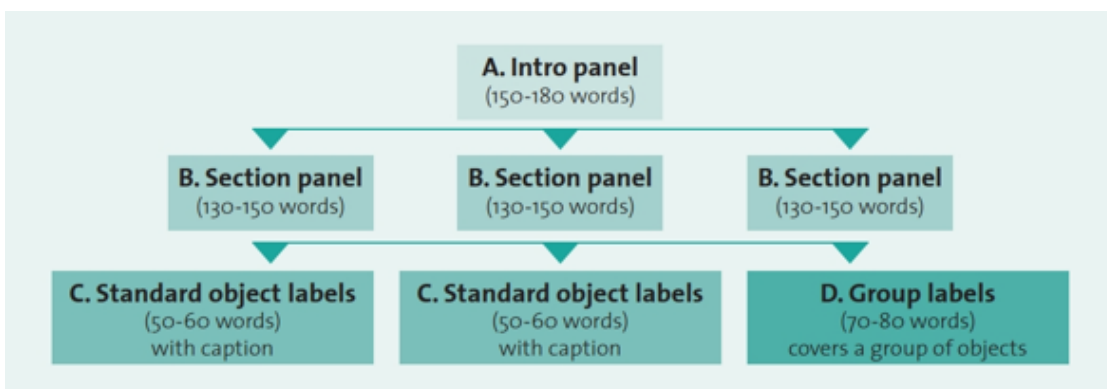 A. Intro panel
(150-180 words)
B. Section panel
(130-150 words)
B. Section panel
(130-150 words)
B. Section panel
(130-150 words)
C. Standard object labels
(50-60 words)
with caption
C. Standard object labels
(50-60 words)
with caption
D. Group labels
(70-80 words)
covers a group of objects